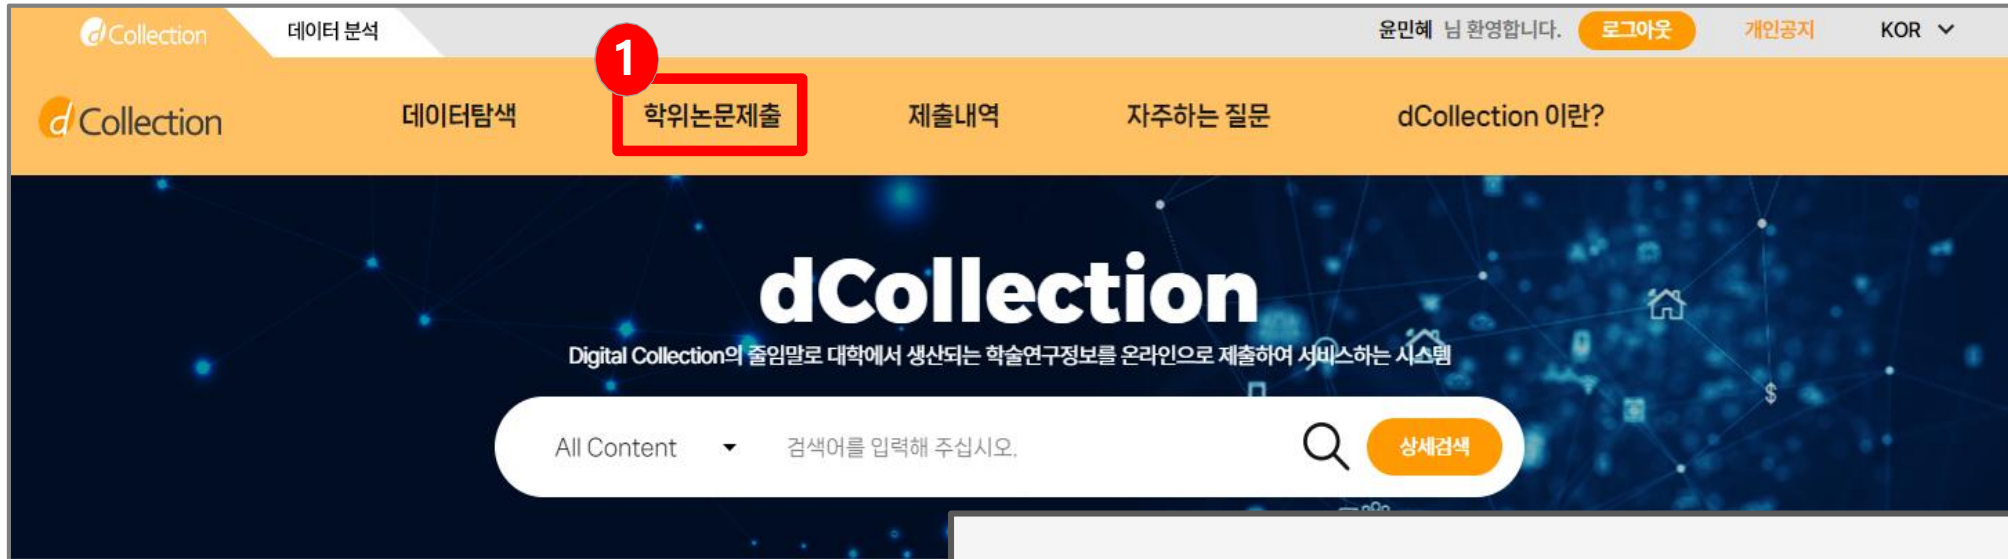 dCollection 데이터 분석 윤민혜 님 환영합니다. 로그아웃 개인공지 KOR
1
dCollection 데이터탐색 학위논문제출 제출내역 자주하는 질문 dCollection 이란?
dCollection
Digital Collection의 줄임말로 대학에서 생산되는 학술연구정보를 온라인으로 제출하여 서비스하는 시스템
All Content 검색어를 입력해 주십시오. 상세검색
$